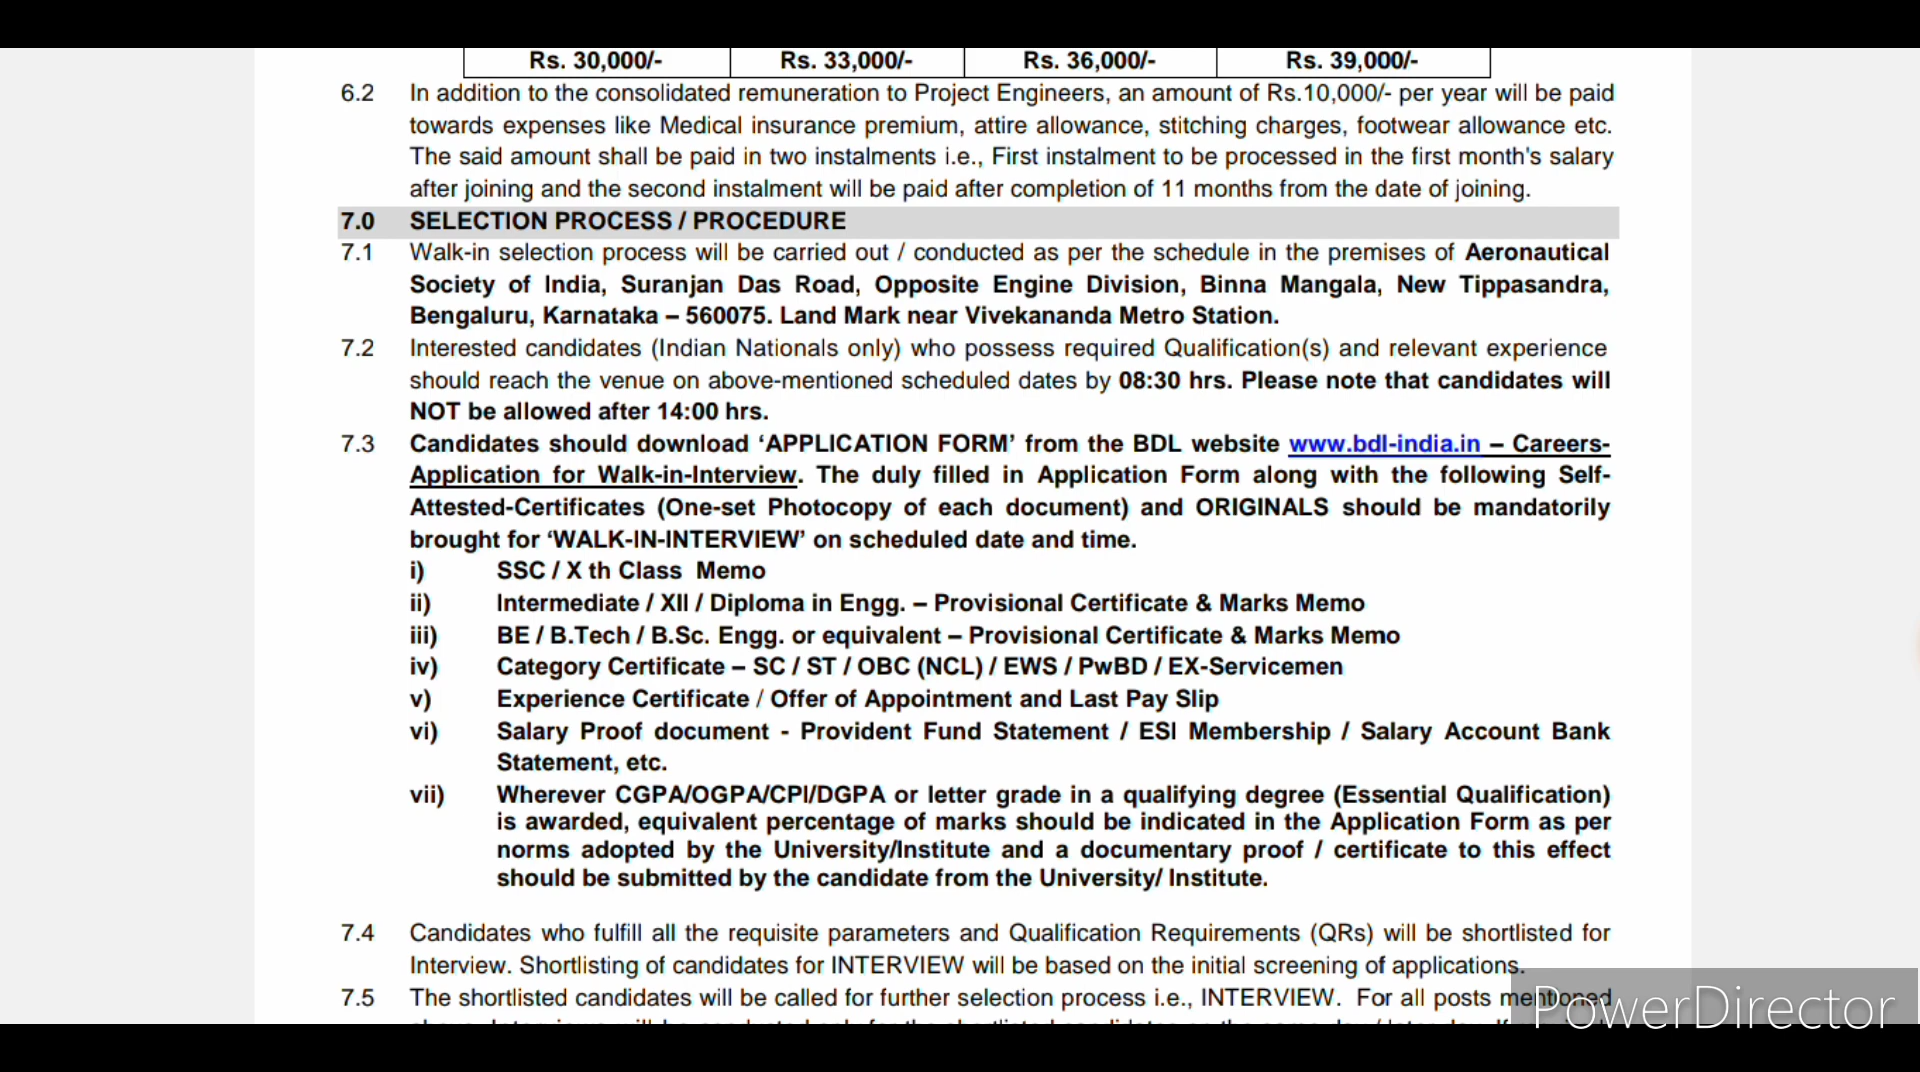 Rs. 30,000/- Rs. 33,000/- Rs. 36,000/- Rs. 39,000/-
6.2 In addition to the consolidated remuneration to Project Engineers, an amount of Rs.10,000/- per year will be paid
towards expenses like Medical insurance premium, attire allowance, stitching charges, footwear allowance etc.
The said amount shall be paid in two instalments i.e., First instalment to be processed in the first month's salary
after joining and the second instalment will be paid after completion of 11 months from the date of joining.
7.0 SELECTION PROCESS / PROCEDURE
7.1 Walk-in selection process will be carried out / conducted as per the schedule in the premises of Aeronautical
Society of India, Suranjan Das Road, Opposite Engine Division, Binna Mangala, New Tippasandra,
Bengaluru, Karnataka – 560075. Land Mark near Vivekananda Metro Station.
7.2 Interested candidates (Indian Nationals only) who possess required Qualification(s) and relevant experience
should reach the venue on above-mentioned scheduled dates by 08:30 hrs. Please note that candidates will
NOT be allowed after 14:00 hrs.
7.3 Candidates should download ‘APPLICATION FORM’ from the BDL website www.bdl-india.in – Careers-
Application for Walk-in-Interview. The duly filled in Application Form along with the following Self-
Attested-Certificates (One-set Photocopy of each document) and ORIGINALS should be mandatorily
brought for ‘WALK-IN-INTERVIEW’ on scheduled date and time.
i) SSC / X th Class Memo
ii) Intermediate / XII / Diploma in Engg. – Provisional Certificate & Marks Memo
iii) BE / B.Tech / B.Sc. Engg. or equivalent – Provisional Certificate & Marks Memo
iv) Category Certificate – SC / ST / OBC (NCL) / EWS / PwBD / EX-Servicemen
v) Experience Certificate / Offer of Appointment and Last Pay Slip
vi) Salary Proof document - Provident Fund Statement / ESI Membership / Salary Account Bank
Statement, etc.
vii) Wherever CGPA/OGPA/CPI/DGPA or letter grade in a qualifying degree (Essential Qualification)
is awarded, equivalent percentage of marks should be indicated in the Application Form as per
norms adopted by the University/Institute and a documentary proof / certificate to this effect
should be submitted by the candidate from the University/ Institute.
7.4 Candidates who fulfill all the requisite parameters and Qualification Requirements (QRs) will be shortlisted for
Interview. Shortlisting of candidates for INTERVIEW will be based on the initial screening of applications.
7.5 The shortlisted candidates will be called for further selection process i.e., INTERVIEW. For all posts mentioned
PowerDirector